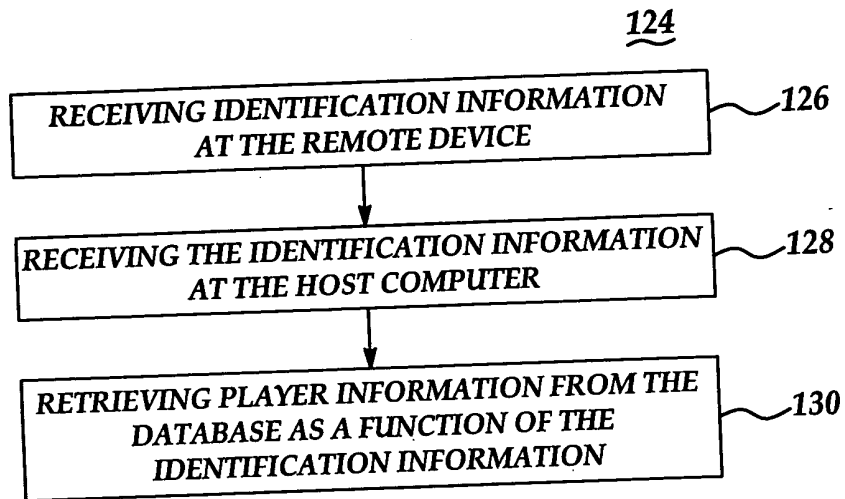 124
RECEIVING IDENTIFICATION INFORMATION
AT THE REMOTE DEVICE
126
RECEIVING THE IDENTIFICATION INFORMATION
AT THE HOST COMPUTER
128
RETRIEVING PLAYER INFORMATION FROM THE
DATABASE AS A FUNCTION OF THE
IDENTIFICATION INFORMATION
130